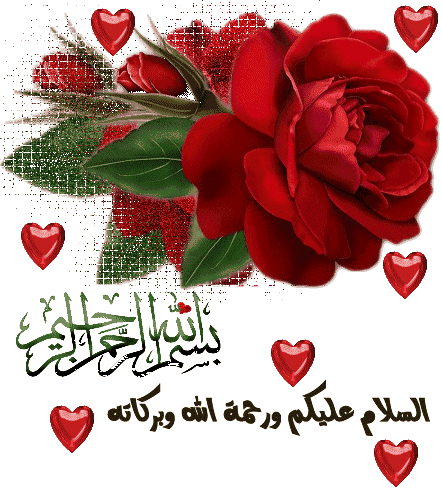 بسم الله الرحمن الرحيم
السلام عليكم ورحمة الله وبركاته